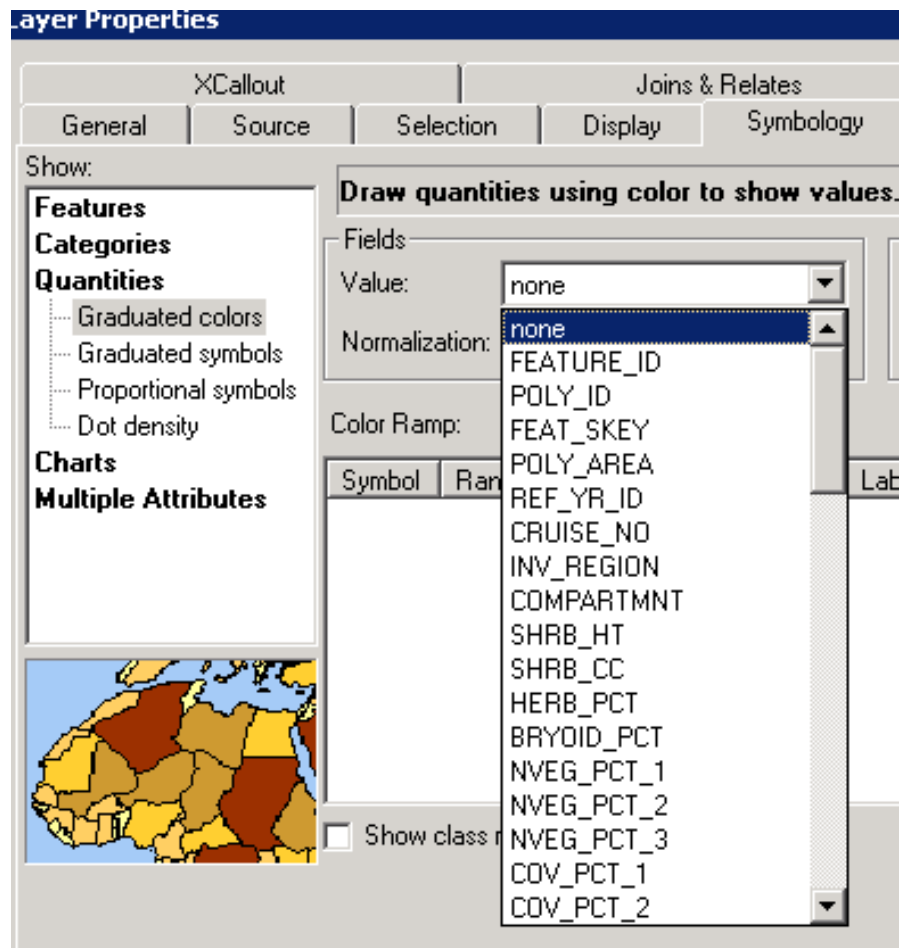 Layer Properties
XCallout
Joins & Relates
General
Source
Selection
Display
Symbology
Show:
Features
Categories
Quantities
Graduated colors
Graduated symbols
Proportional symbols
Dot density
Charts
Multiple Attributes
Draw quantities using color to show values.
Fields
Value:
none
Normalization:
none
FEATURE_ID
POLY_ID
FEAT_SKEY
POLY_AREA
REF_YR_ID
CRUISE_NO
INV_REGION
COMPARTMNT
SHRB_HT
SHRB_CC
HERB_PCT
BRYOID_PCT
NVEG_PCT_1
NVEG_PCT_2
NVEG_PCT_3
COV_PCT_1
COV_PCT_2
Color Ramp:
Symbol
Ran
Lab
Show class